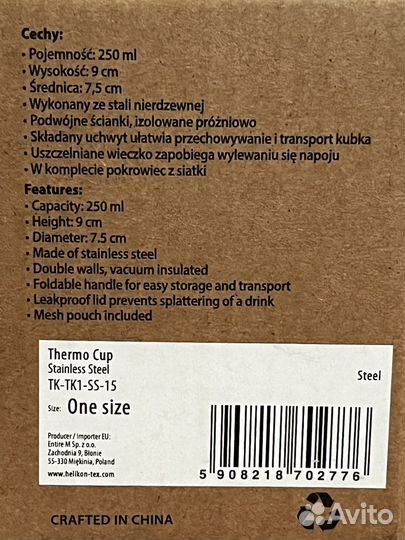 Cechy:
• Pojemność: 250 ml
• Wysokość: 9 cm
• Średnica: 7,5 cm
• Wykonany ze stali nierdzewnej
• Podwójne ścianki, izolowane próżniowo
• Składany uchwyt ułatwia przechowywanie i transport kubka
• Uszczelniane wieczko zapobiega wylewaniu się napoju
• W komplecie pokrowiec z siatki
Features:
• Capacity: 250 ml
• Height: 9 cm
• Diameter: 7.5 cm
• Made of stainless steel
• Double walls, vacuum insulated
• Foldable handle for easy storage and transport
• Leakproof lid prevents splattering of a drink
• Mesh pouch included
Thermo Cup
Stainless Steel
TK-TK1-SS-15
Steel
Size: One size
Producer / Importer EU:
Entire M Sp. z o.o.
Zachodnia 9, Błonie
55-330 Miękinia, Poland
www.helikon-tex.com
5 908218 702776
CRAFTED IN CHINA
Avito